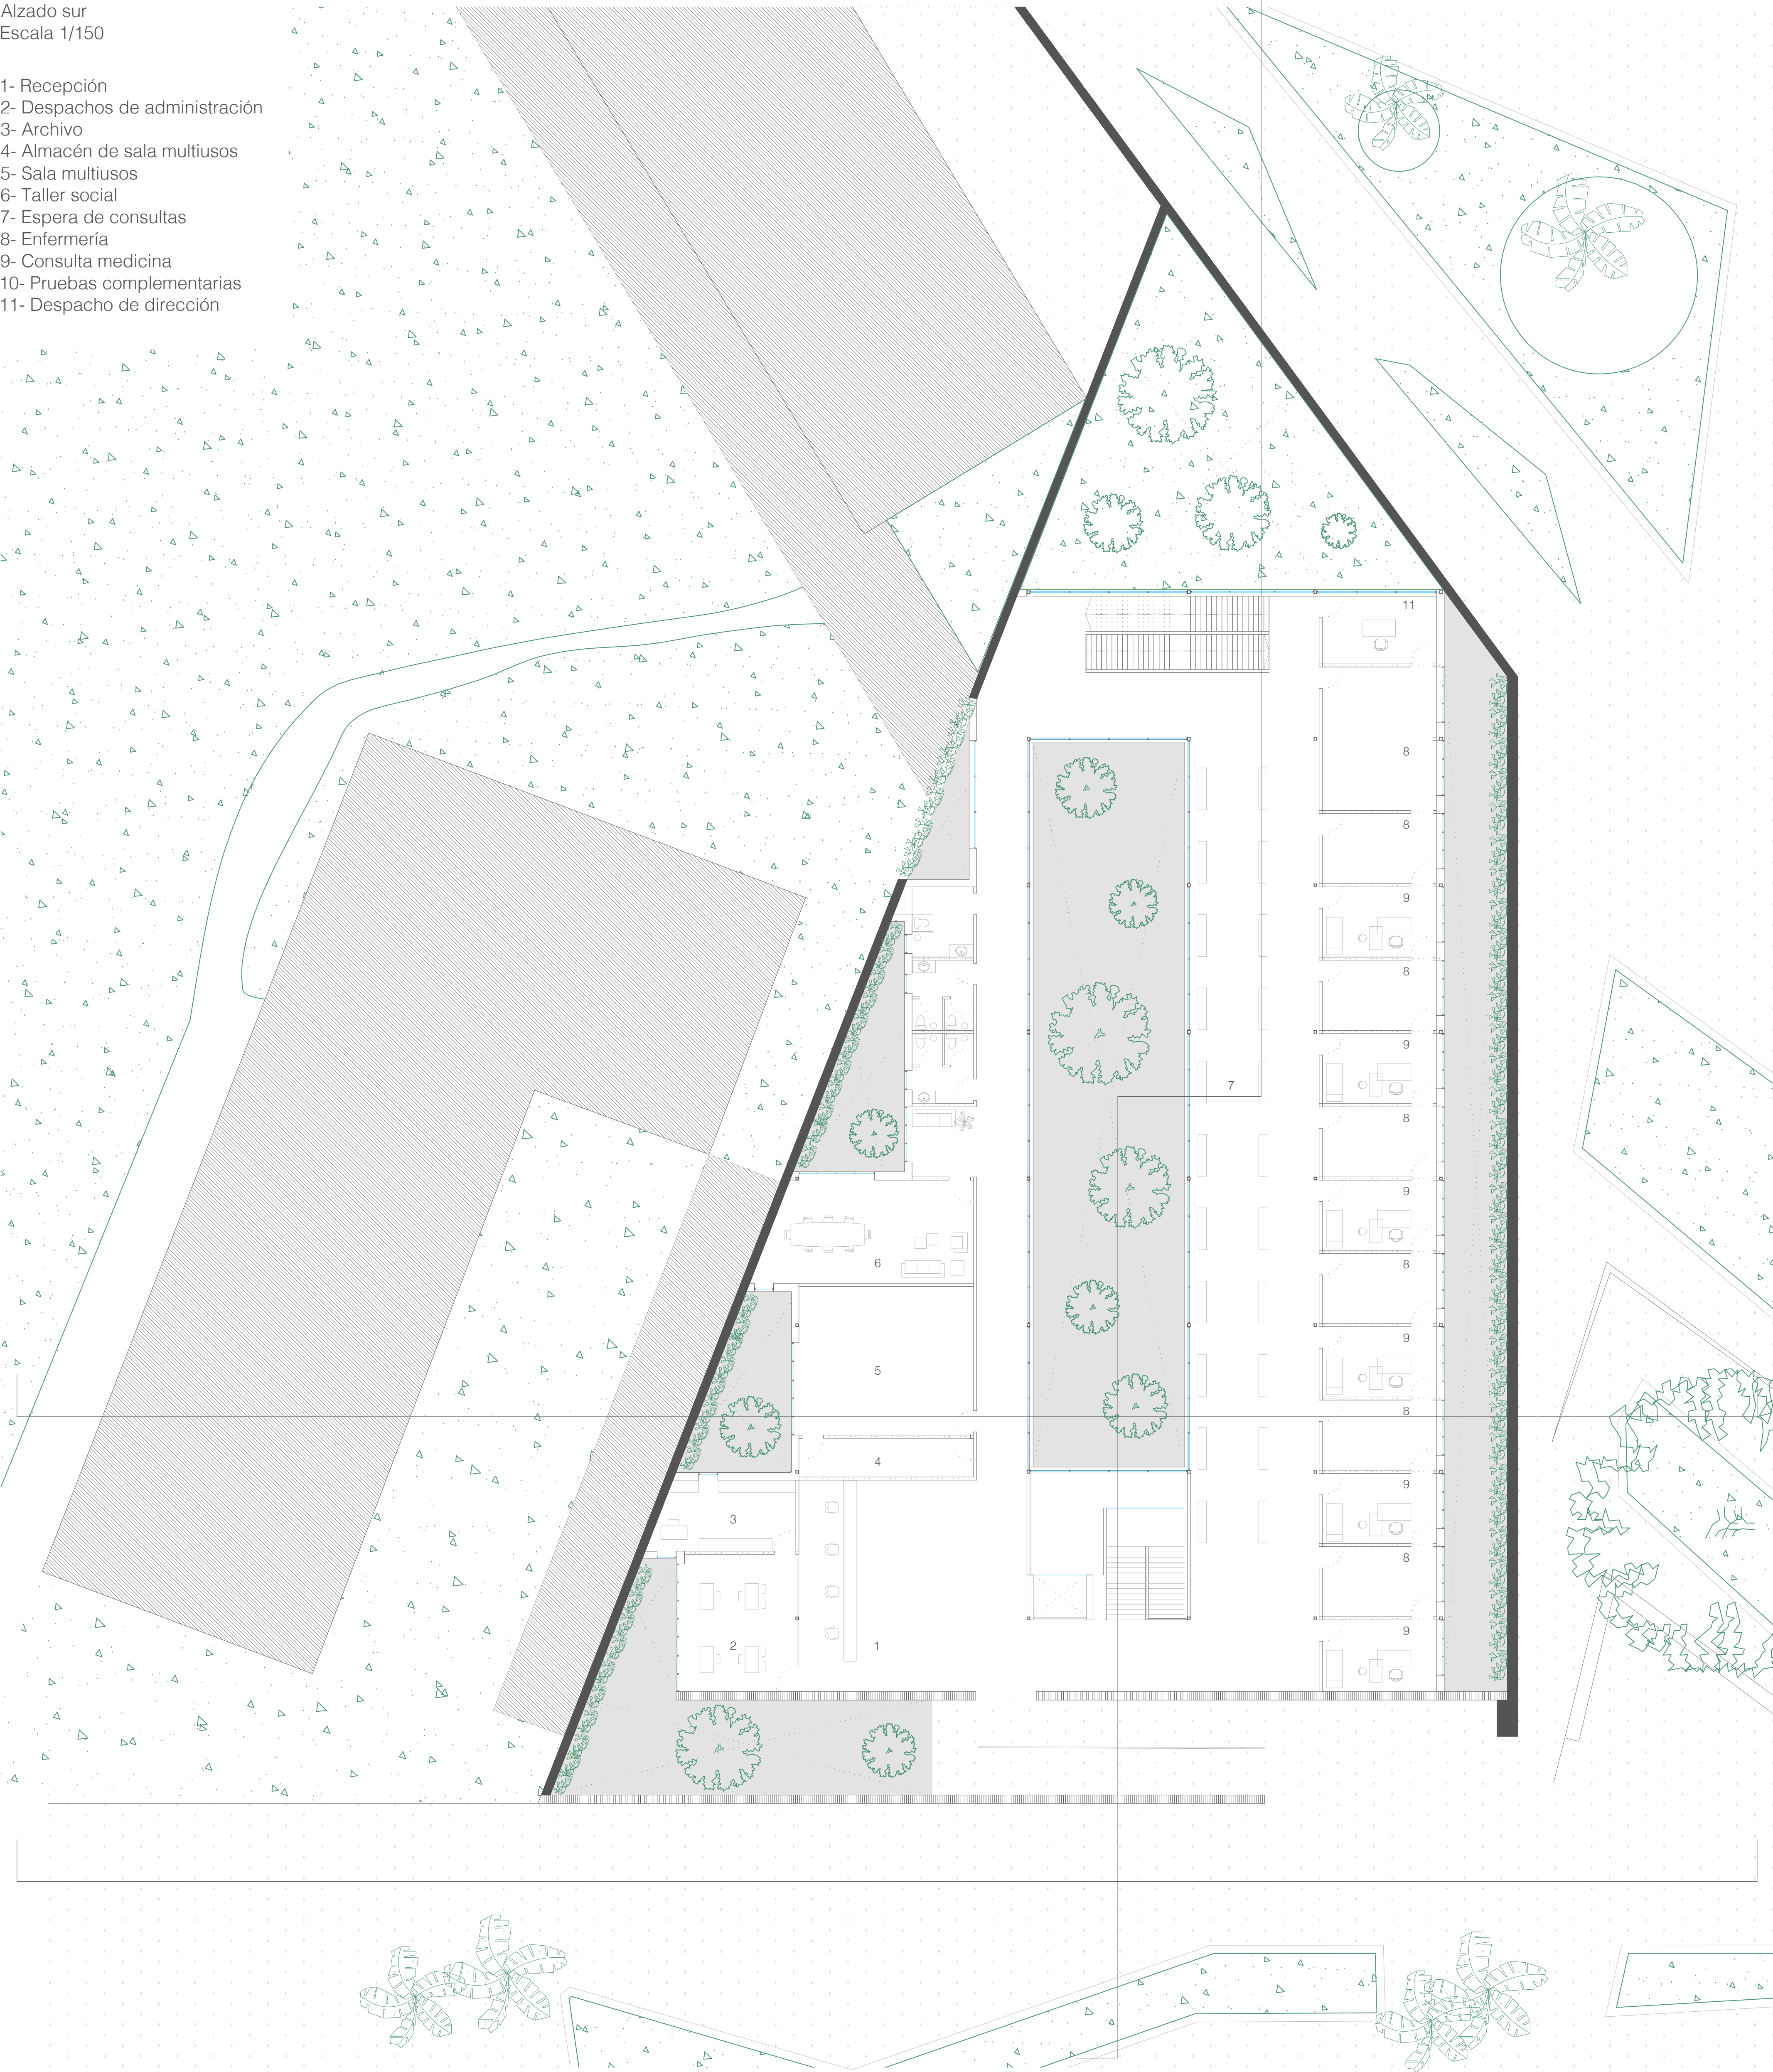 Alzado sur
Escala 1/150
1- Recepción
2- Despachos de administración
3- Archivo
4- Almacén de sala multiusos
5- Sala multiusos
6- Taller social
7- Espera de consultas
8- Enfermería
9- Consulta medicina
10- Pruebas complementarias
11- Despacho de dirección
11
8
8
9
8
9
7
8
9
6
8
9
5
8
4
9
3
8
2
1
9